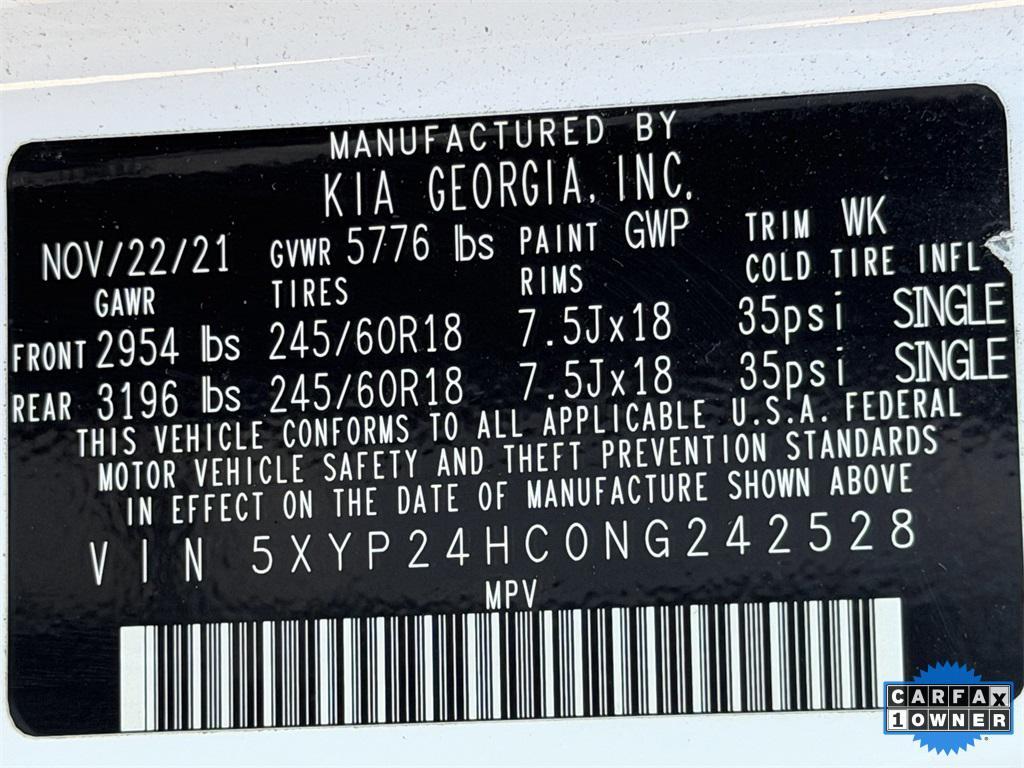 MANUFACTURED BY
KIA GEORGIA, INC.
NOV/22/21 GVWR 5776 lbs PAINT GWP TRIM WK
GAWR TIRES RIMS COLD TIRE INFL
FRONT 2954 lbs 245/60R18 7.5Jx18 35psi SINGLE
REAR 3196 lbs 245/60R18 7.5Jx18 35psi SINGLE
THIS VEHICLE CONFORMS TO ALL APPLICABLE U.S.A. FEDERAL
MOTOR VEHICLE SAFETY AND THEFT PREVENTION STANDARDS
IN EFFECT ON THE DATE OF MANUFACTURE SHOWN ABOVE
VIN 5XYP24HC0NG242528
MPV
CARFAX
1 OWNER